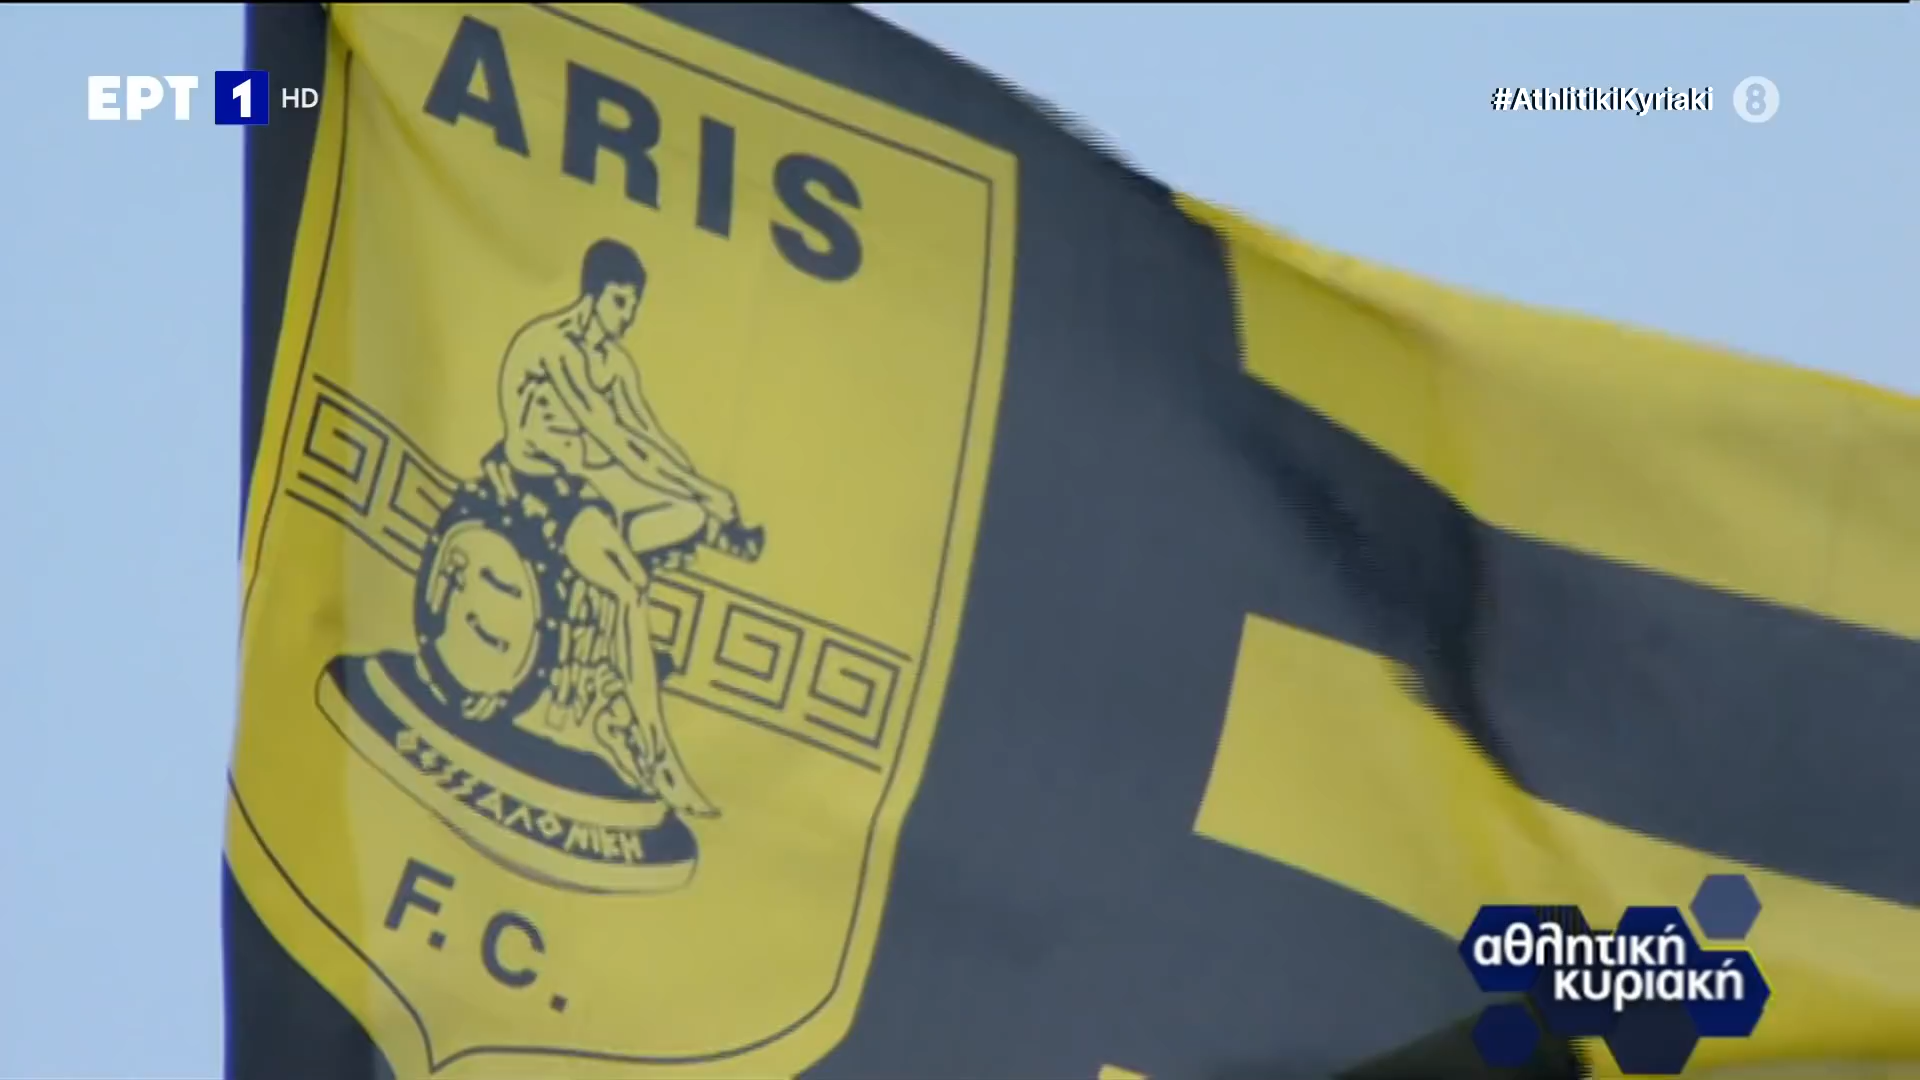 ΕΡΤ 1 HD
#AthlitikiKyriaki 8
ARIS
ΘΕΣΣΑΛΟΝΙΚΗ
F.C.
αθλητική
κυριακή